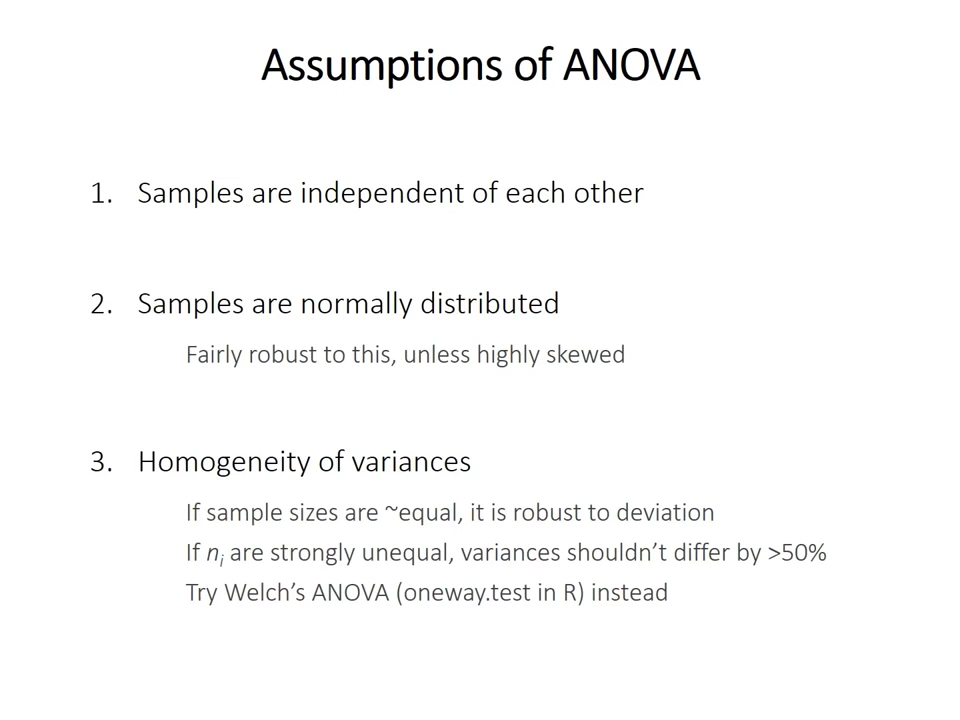 Assumptions of ANOVA
1. Samples are independent of each other
2. Samples are normally distributed
Fairly robust to this, unless highly skewed
3. Homogeneity of variances
If sample sizes are ~equal, it is robust to deviation
If nᵢ are strongly unequal, variances shouldn’t differ by >50%
Try Welch’s ANOVA (oneway.test in R) instead